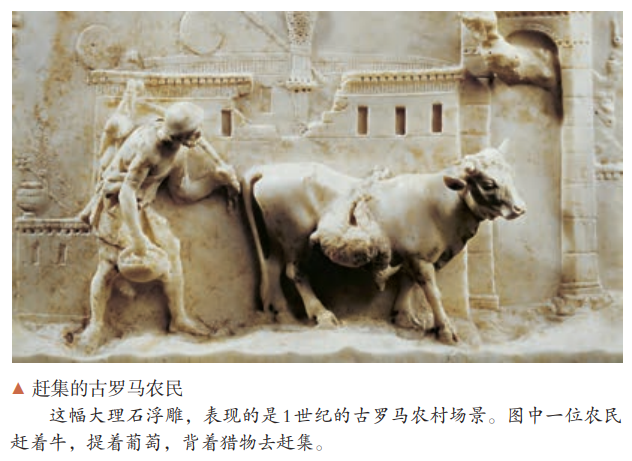 ▲ 赶集的古罗马农民
这幅大理石浮雕，表现的是1世纪的古罗马农村场景。图中一位农民
赶着牛，提着葡萄，背着猎物去赶集。